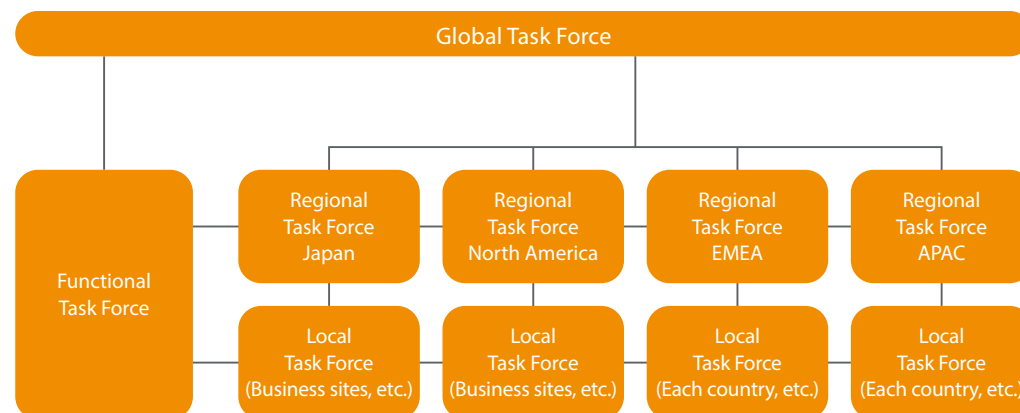 Global Task Force
Functional
Task Force
Regional
Task Force
Japan
Regional
Task Force
North America
Regional
Task Force
EMEA
Regional
Task Force
APAC
Local
Task Force
(Business sites, etc.)
Local
Task Force
(Business sites, etc.)
Local
Task Force
(Each country, etc.)
Local
Task Force
(Each country, etc.)